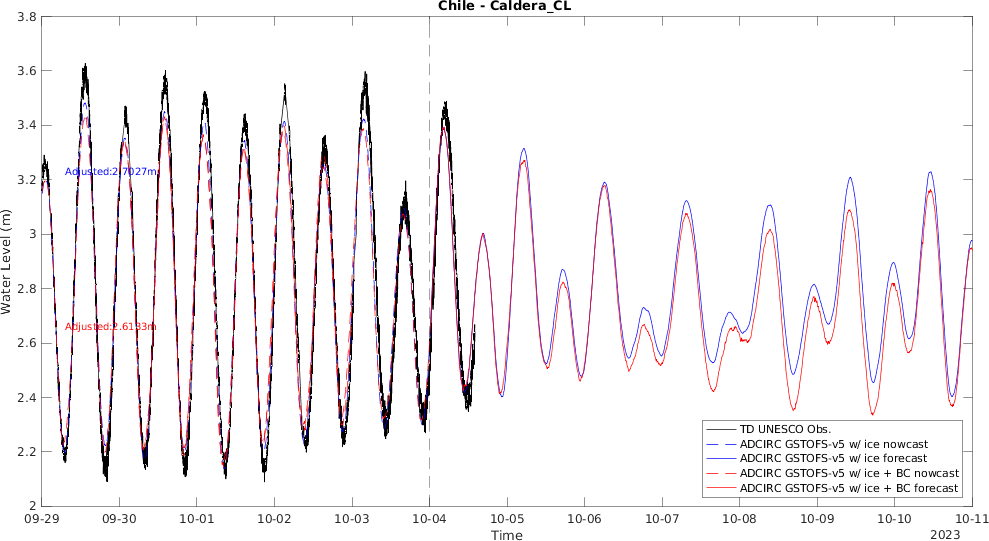 Chile - Caldera_CL
3.8
3.6
3.4
3.2
3
2.8
2.6
2.4
2.2
2
Water Level (m)
Adjusted:2.7027m
Adjusted:2.6133m
TD UNESCO Obs.
ADCIRC GSTOFS-v5 w/ ice nowcast
ADCIRC GSTOFS-v5 w/ ice forecast
ADCIRC GSTOFS-v5 w/ ice + BC nowcast
ADCIRC GSTOFS-v5 w/ ice + BC forecast
09-29 09-30 10-01 10-02 10-03 10-04 10-05 10-06 10-07 10-08 10-09 10-10 10-11
Time
2023